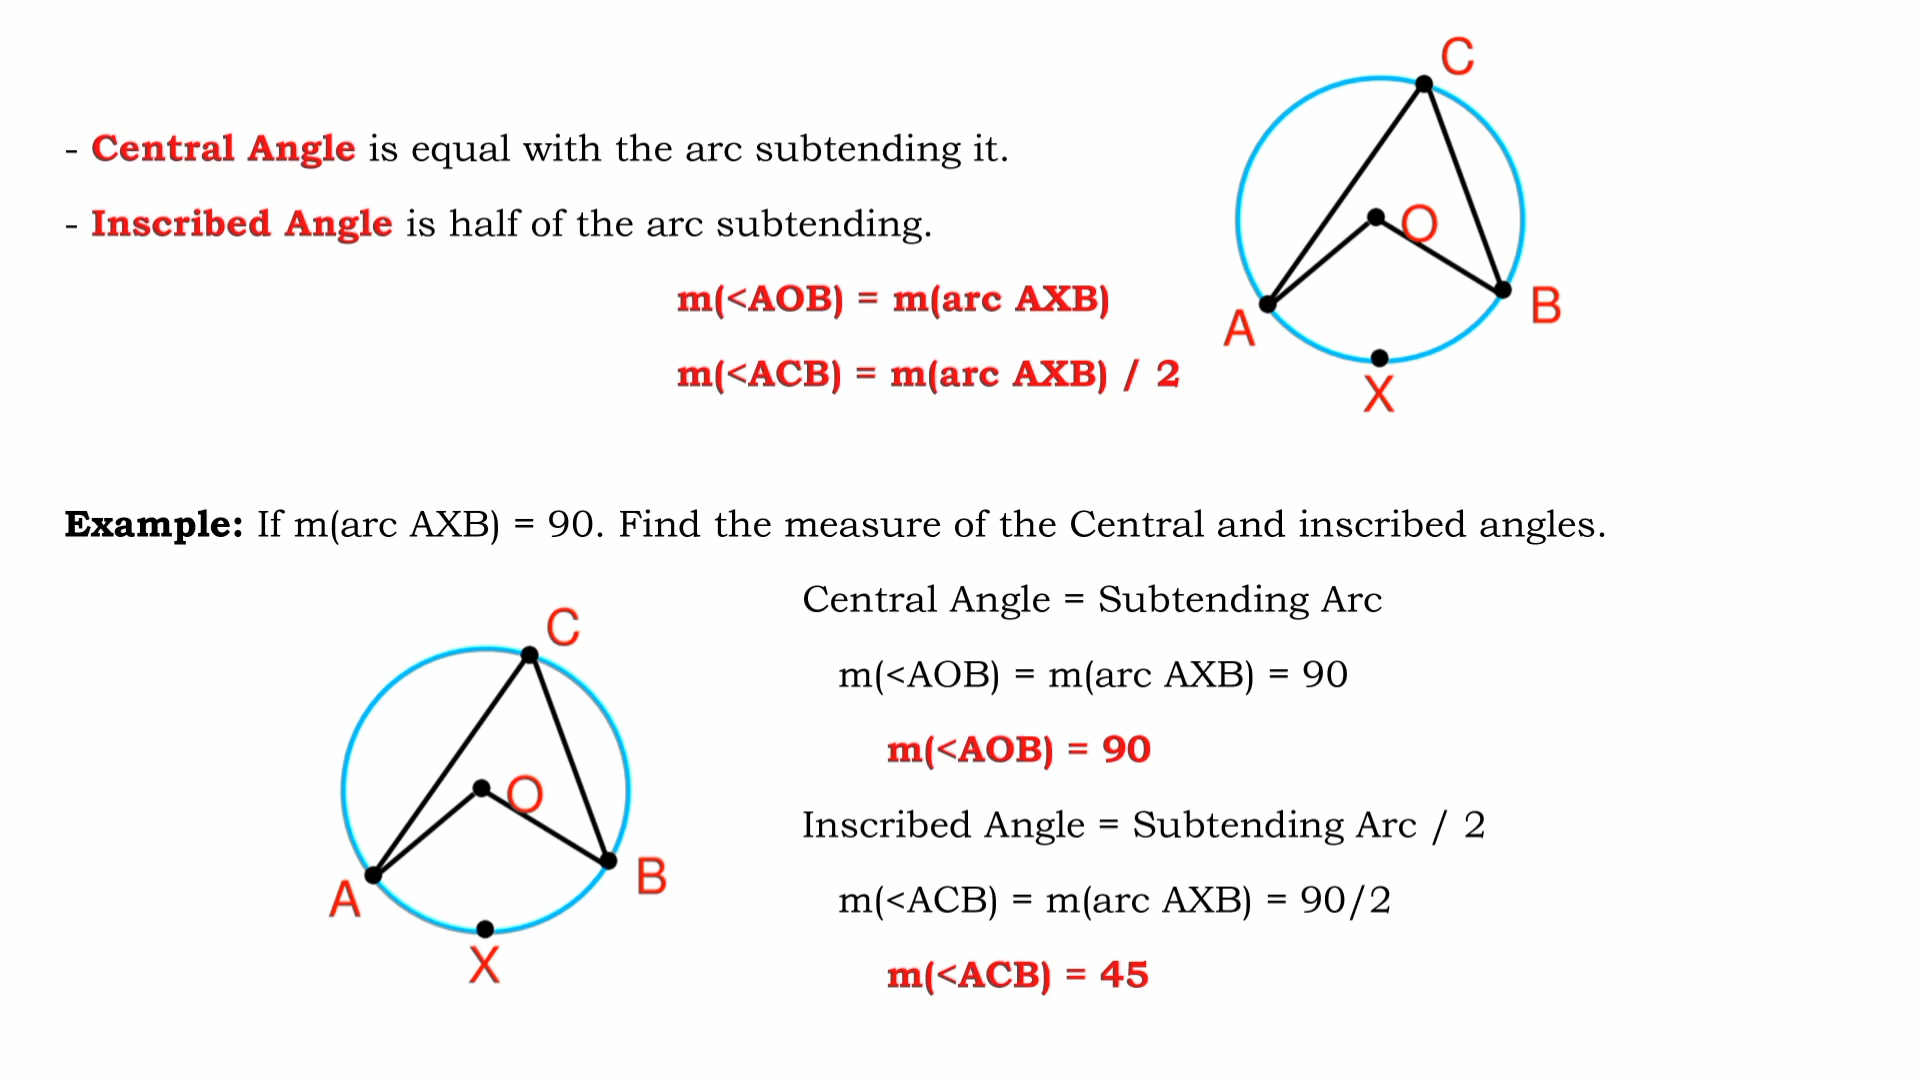 C
- Central Angle is equal with the arc subtending it.
- Inscribed Angle is half of the arc subtending.
O
m(<AOB) = m(arc AXB)
A
B
m(<ACB) = m(arc AXB) / 2
X
Example: If m(arc AXB) = 90. Find the measure of the Central and inscribed angles.
C
O
A
B
X
Central Angle = Subtending Arc
m(<AOB) = m(arc AXB) = 90
m(<AOB) = 90
Inscribed Angle = Subtending Arc / 2
m(<ACB) = m(arc AXB) = 90/2
m(<ACB) = 45